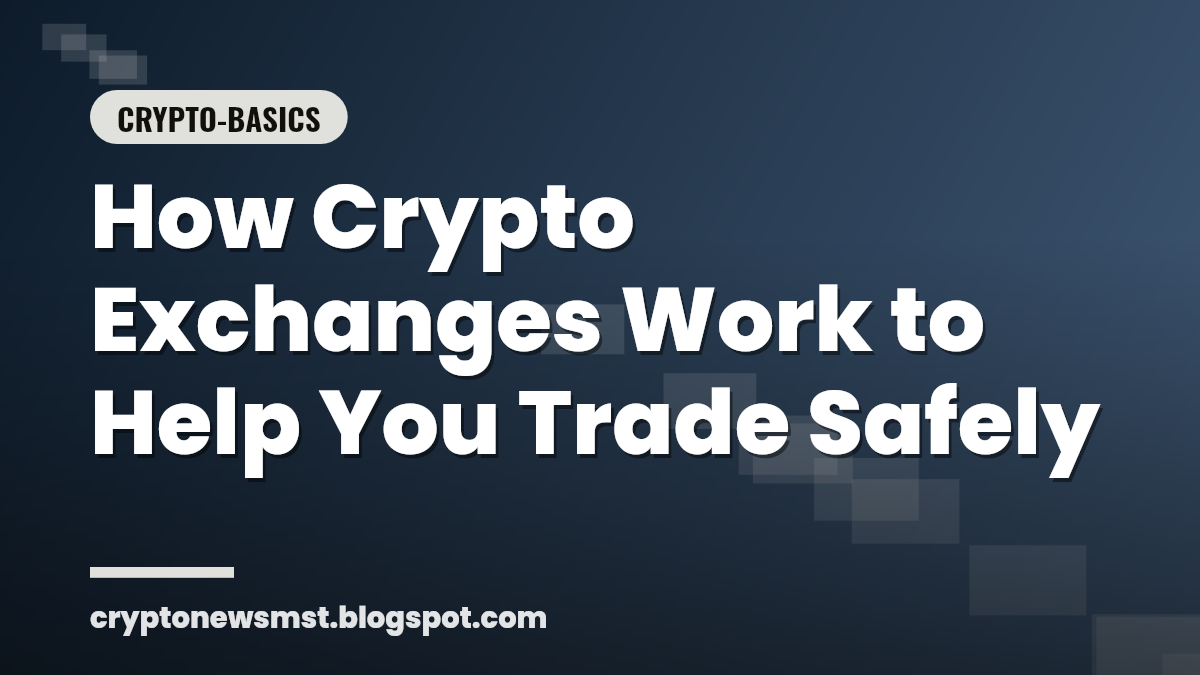 CRYPTO-BASICS
How Crypto
Exchanges Work to
Help You Trade Safely
cryptonewsmst.blogspot.com